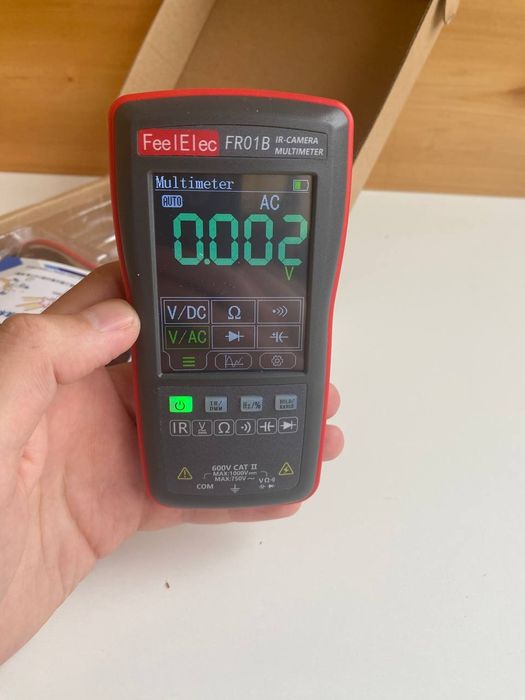 FeelElec FR01B IR-CAMERA
MULTIMETER
Multimeter
AUTO AC
0.002
V
V/DC Ω
V/AC
IR/
DMM Hz/% HOLD/
RANGE
IR V Ω
600V CAT II
MAX:1000V
MAX:750V~
COM VΩ